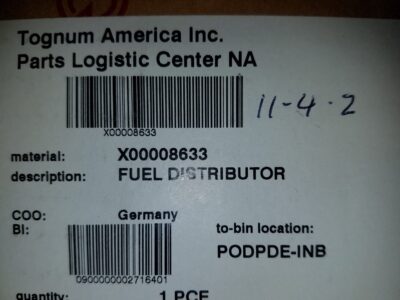 Tognum America Inc.
Parts Logistic Center NA
X00008633
11-4-2
material: X00008633
description: FUEL DISTRIBUTOR
COO: Germany
BI: to-bin location:
PODPDE-INB
0900000002716401
quantity: 1 PCE